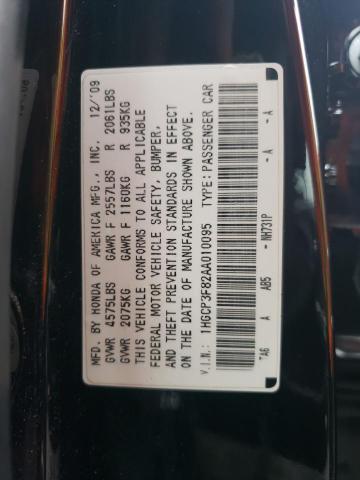 MFD. BY HONDA OF AMERICA MFG., INC. 12/'09
GVWR 4575LBS GAWR F 2557LBS R 2061LBS
GVWR 2075KG GAWR F 1160KG R 935KG
THIS VEHICLE CONFORMS TO ALL APPLICABLE
FEDERAL MOTOR VEHICLE SAFETY, BUMPER,
AND THEFT PREVENTION STANDARDS IN EFFECT
ON THE DATE OF MANUFACTURE SHOWN ABOVE.
V.I.N.: 1HGCP3F82AA010095 TYPE: PASSENGER CAR
*A6 A AB5 - NH731P - A - A